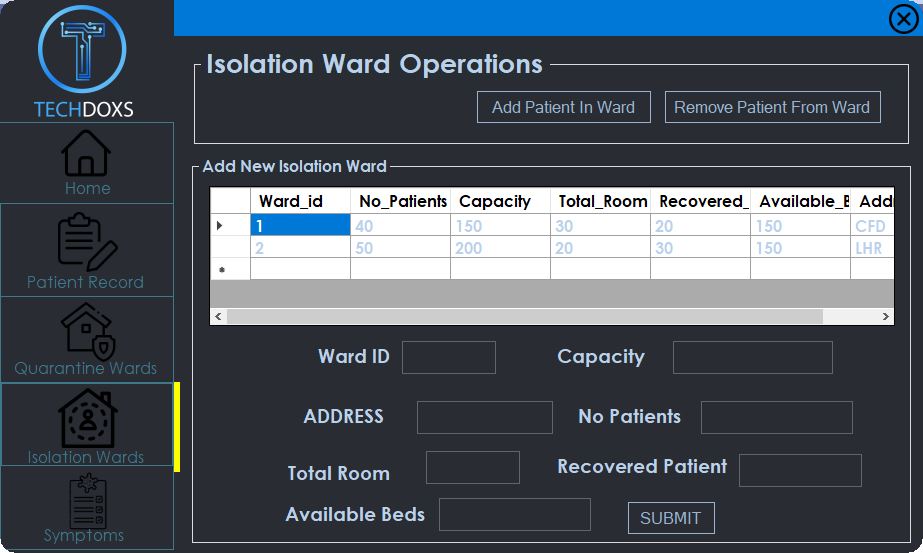 TECHDOXS
Home
Patient Record
Quarantine Wards
Isolation Wards
Symptoms
Isolation Ward Operations
Add Patient In Ward Remove Patient From Ward
Add New Isolation Ward
Ward_id No_Patients Capacity Total_Room Recovered_ Available_B Addr
1 40 150 30 20 150 CFD
2 50 200 20 30 150 LHR
Ward ID Capacity
ADDRESS No Patients
Total Room Recovered Patient
Available Beds SUBMIT